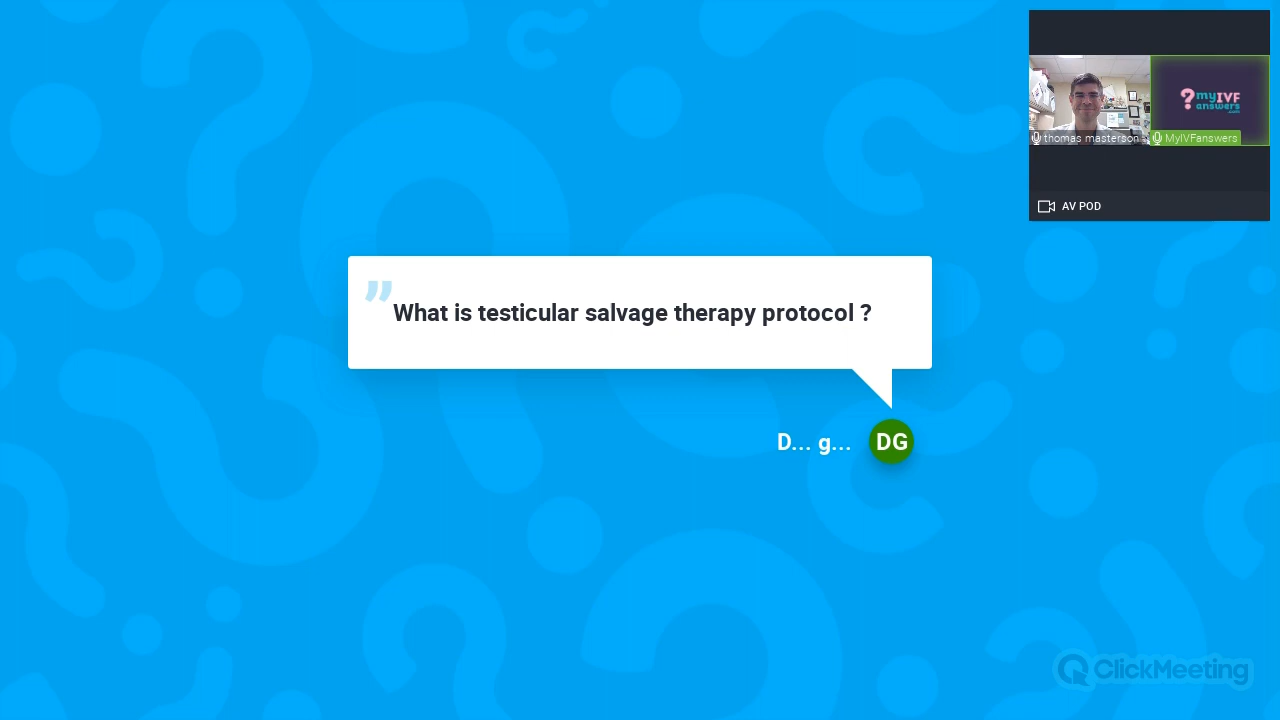 thomas masterson
?myIVF
answers
MyIVFanswers
AV POD
" What is testicular salvage therapy protocol ?
D... g... DG
ClickMeeting